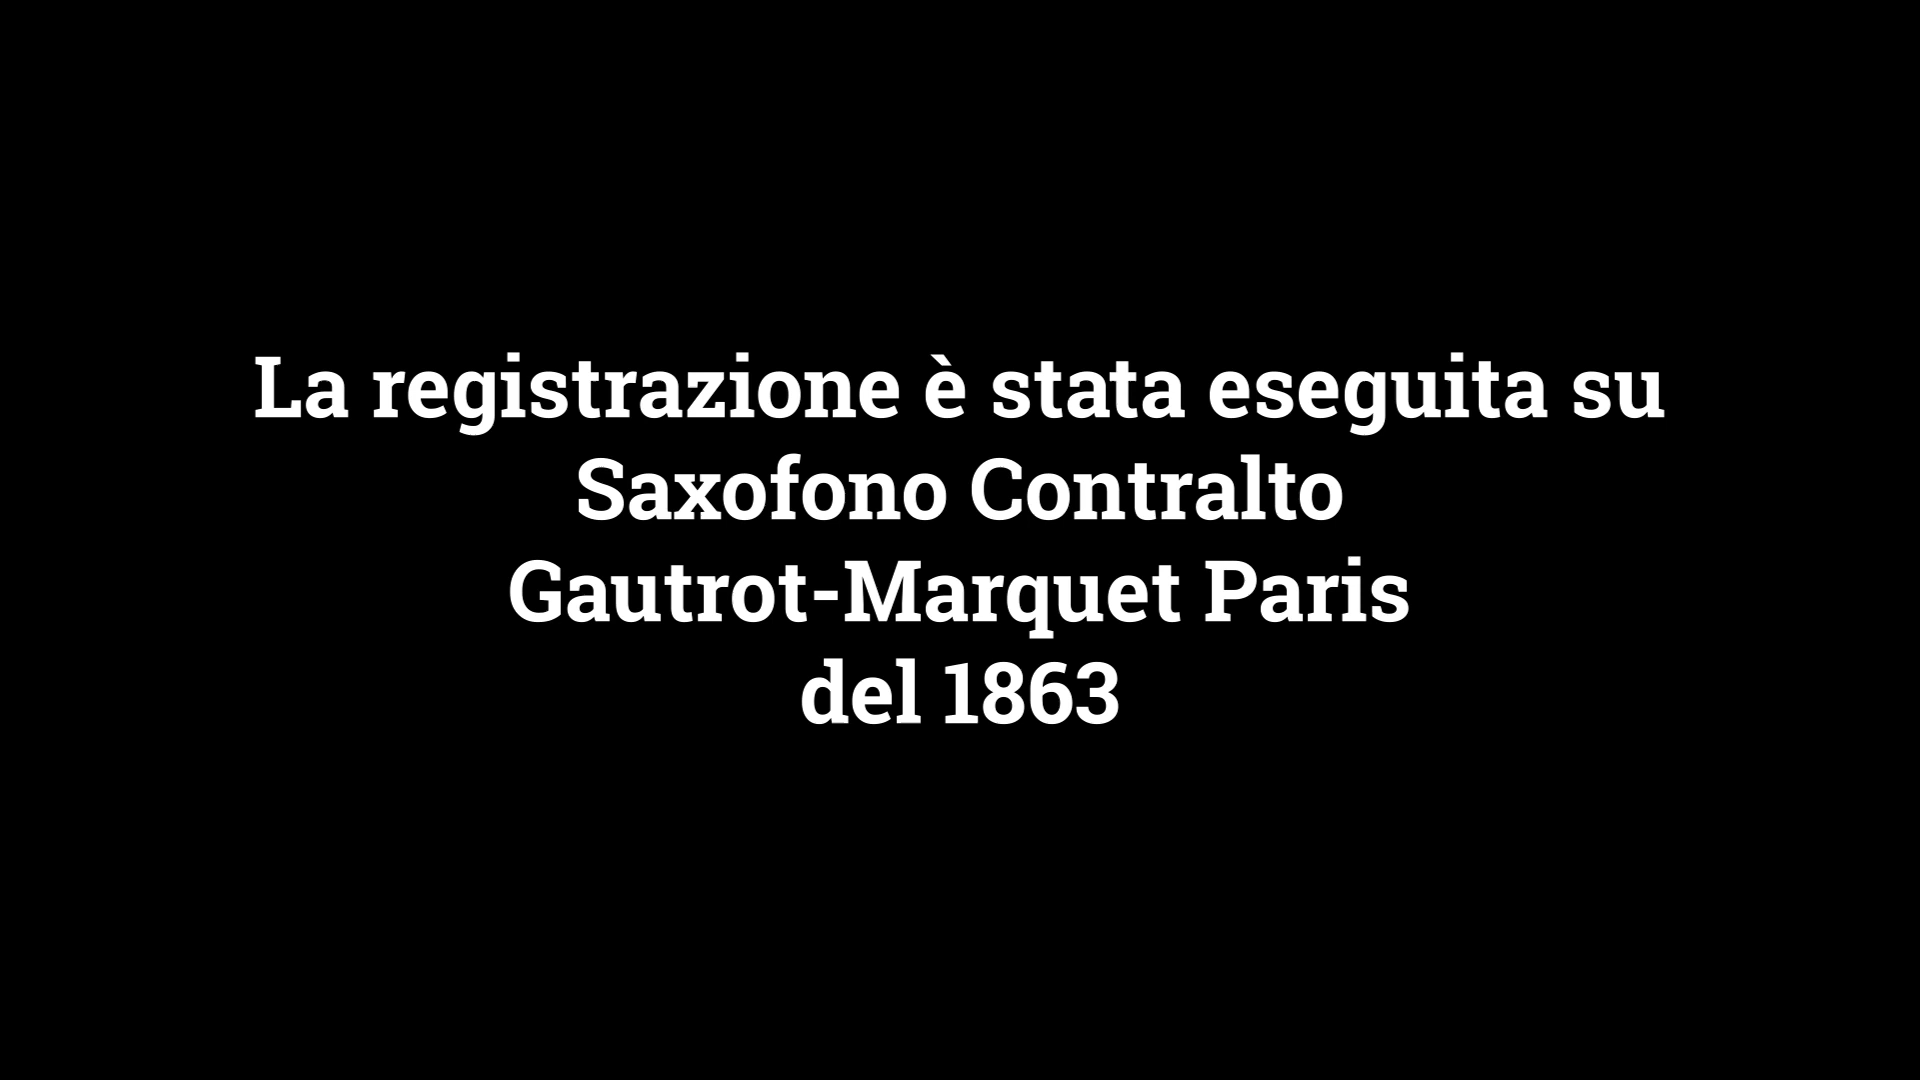 La registrazione è stata eseguita su
Saxofono Contralto
Gautrot-Marquet Paris
del 1863